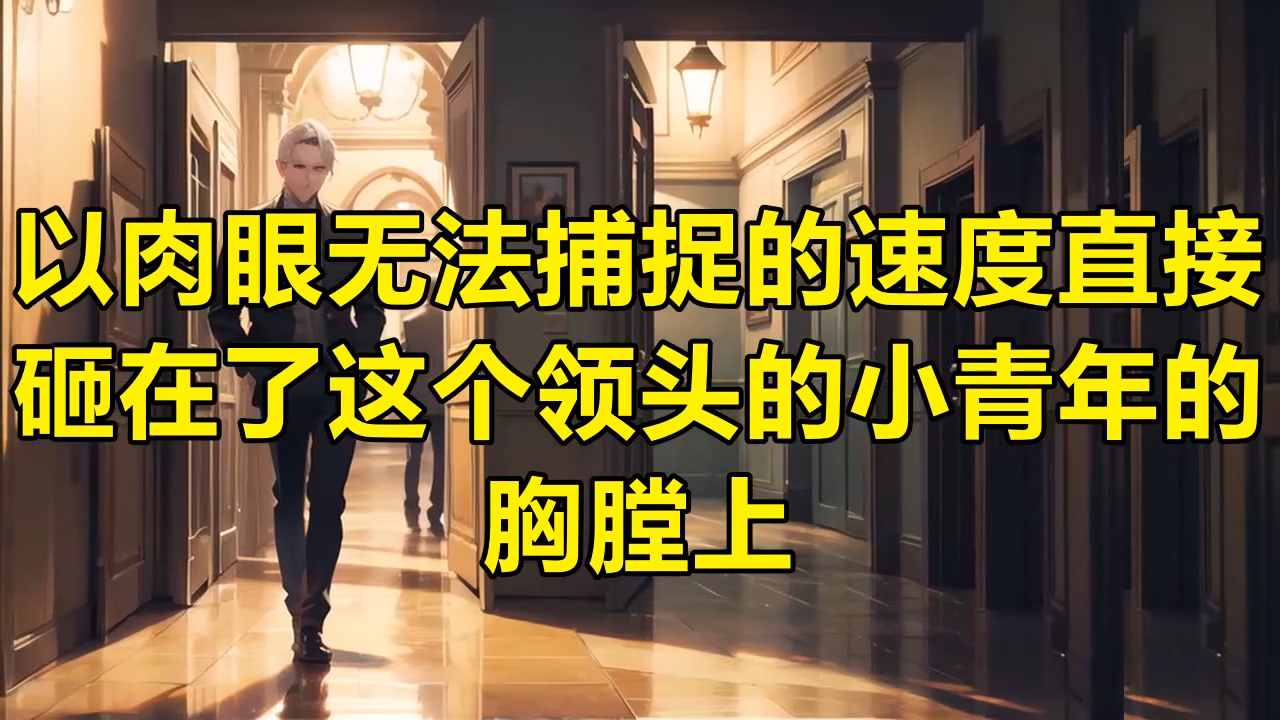 以肉眼无法捕捉的速度直接
砸在了这个领头的小青年的
胸膛上